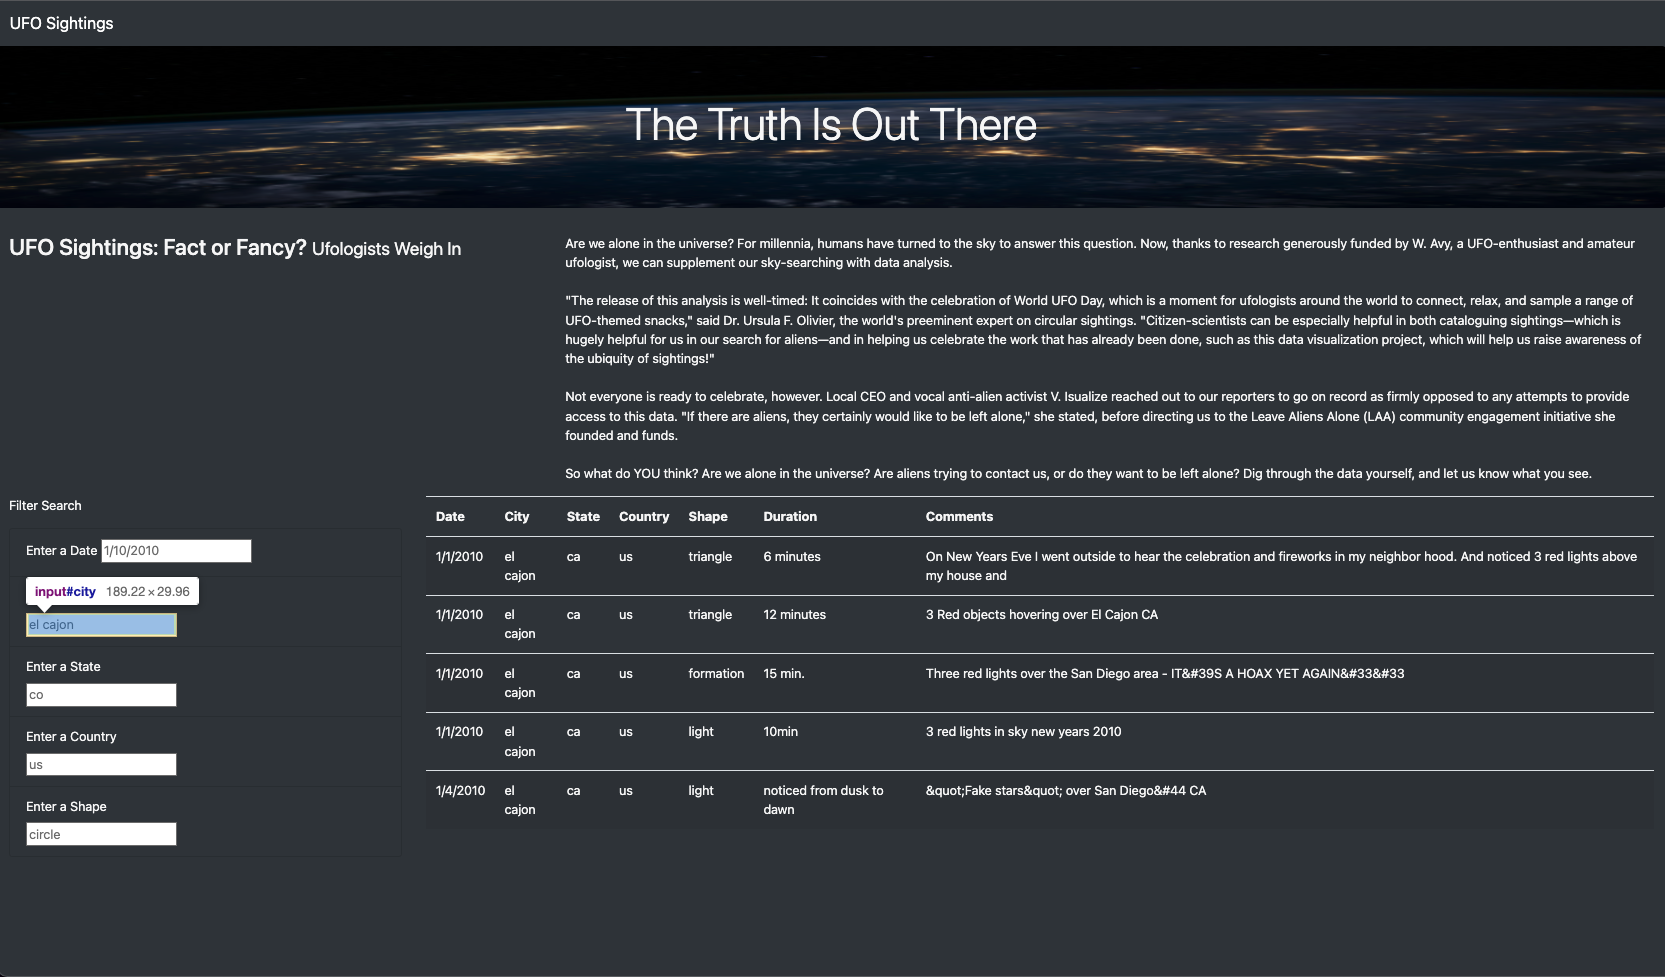 UFO Sightings
The Truth Is Out There
UFO Sightings: Fact or Fancy? Ufologists Weigh In
Are we alone in the universe? For millennia, humans have turned to the sky to answer this question. Now, thanks to research generously funded by W. Avy, a UFO-enthusiast and amateur
ufologist, we can supplement our sky-searching with data analysis.
"The release of this analysis is well-timed: It coincides with the celebration of World UFO Day, which is a moment for ufologists around the world to connect, relax, and sample a range of
UFO-themed snacks," said Dr. Ursula F. Olivier, the world's preeminent expert on circular sightings. "Citizen-scientists can be especially helpful in both cataloguing sightings—which is
hugely helpful for us in our search for aliens—and in helping us celebrate the work that has already been done, such as this data visualization project, which will help us raise awareness of
the ubiquity of sightings!"
Not everyone is ready to celebrate, however. Local CEO and vocal anti-alien activist V. Isualize reached out to our reporters to go on record as firmly opposed to any attempts to provide
access to this data. "If there are aliens, they certainly would like to be left alone," she stated, before directing us to the Leave Aliens Alone (LAA) community engagement initiative she
founded and funds.
So what do YOU think? Are we alone in the universe? Are aliens trying to contact us, or do they want to be left alone? Dig through the data yourself, and let us know what you see.
Filter Search
Enter a Date 1/10/2010
input#city 189.22 × 29.96
el cajon
Enter a State
co
Enter a Country
us
Enter a Shape
circle
Date City State Country Shape Duration Comments
1/1/2010 el ca us triangle 6 minutes On New Years Eve I went outside to hear the celebration and fireworks in my neighbor hood. And noticed 3 red lights above
cajon my house and
1/1/2010 el ca us triangle 12 minutes 3 Red objects hovering over El Cajon CA
cajon
1/1/2010 el ca us formation 15 min. Three red lights over the San Diego area - IT&#39S A HOAX YET AGAIN&#33&#33
cajon
1/1/2010 el ca us light 10min 3 red lights in sky new years 2010
cajon
1/4/2010 el ca us light noticed from dusk to &quot;Fake stars&quot; over San Diego&#44 CA
cajon dawn